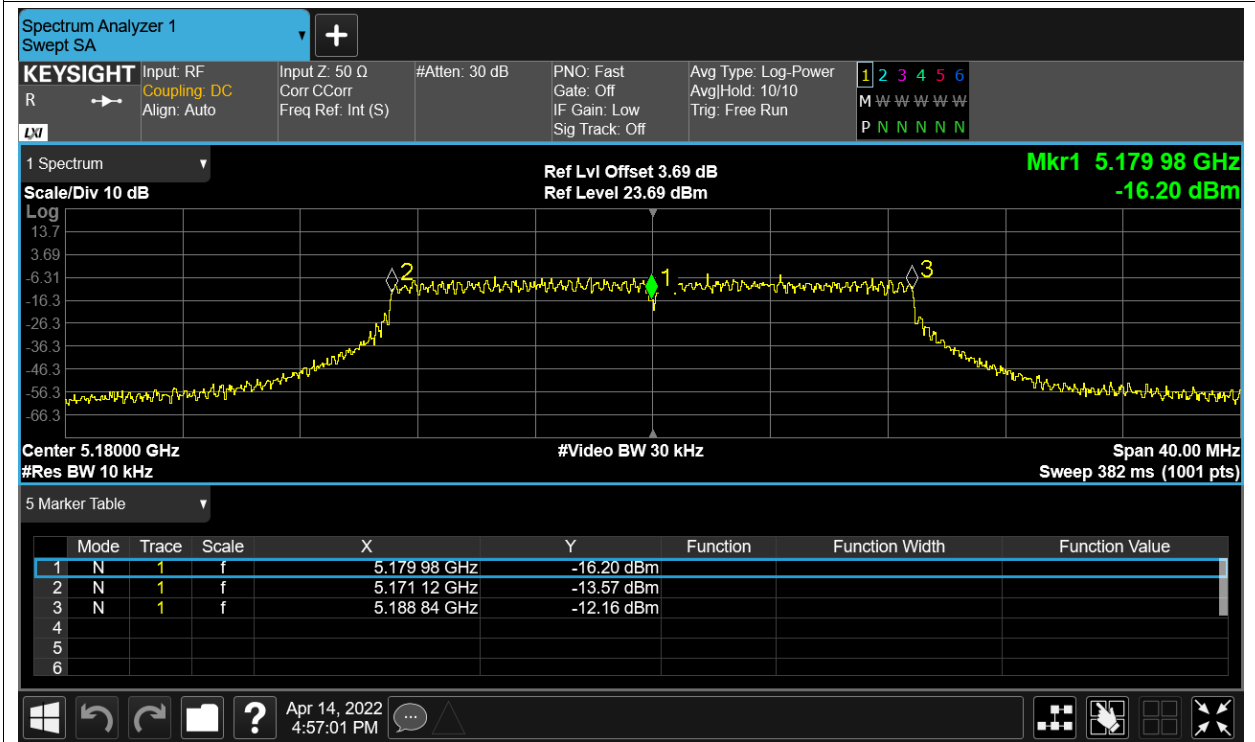 Spectrum Analyzer 1
Swept SA
KEYSIGHT
R
LXI
Input: RF
Coupling: DC
Align: Auto
Input Z: 50 Ω
Corr CCorr
Freq Ref: Int (S)
#Atten: 30 dB
PNO: Fast
Gate: Off
IF Gain: Low
Sig Track: Off
Avg Type: Log-Power
Avg|Hold: 10/10
Trig: Free Run
1 2 3 4 5 6
M W W W W W
P N N N N N
1 Spectrum
Scale/Div 10 dB
Ref Lvl Offset 3.69 dB
Ref Level 23.69 dBm
Mkr1 5.179 98 GHz
-16.20 dBm
Log
13.7
3.69
-6.31
-16.3
-26.3
-36.3
-46.3
-56.3
-66.3
2
1
3
Center 5.18000 GHz
#Video BW 30 kHz
Span 40.00 MHz
#Res BW 10 kHz
Sweep 382 ms (1001 pts)
5 Marker Table
Mode Trace Scale X Y Function Function Width Function Value
1 N 1 f 5.179 98 GHz -16.20 dBm
2 N 1 f 5.171 12 GHz -13.57 dBm
3 N 1 f 5.188 84 GHz -12.16 dBm
4
5
6
?
Apr 14, 2022
4:57:01 PM